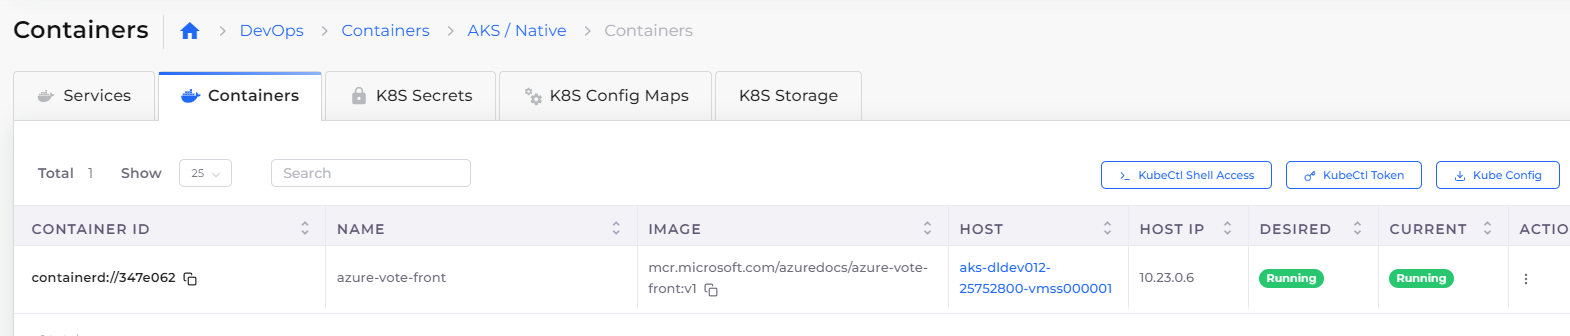 Containers
DevOps
Containers
AKS / Native
Containers
Services
Containers
K8S Secrets
K8S Config Maps
K8S Storage
Total 1 Show 25 Search
KubeCtl Shell Access
KubeCtl Token
Kube Config
CONTAINER ID
NAME
IMAGE
HOST
HOST IP
DESIRED
CURRENT
ACTIO
containerd://347e062
azure-vote-front
mcr.microsoft.com/azuredocs/azure-vote-
front:v1
aks-dldev012-
25752800-vmss000001
10.23.0.6
Running
Running